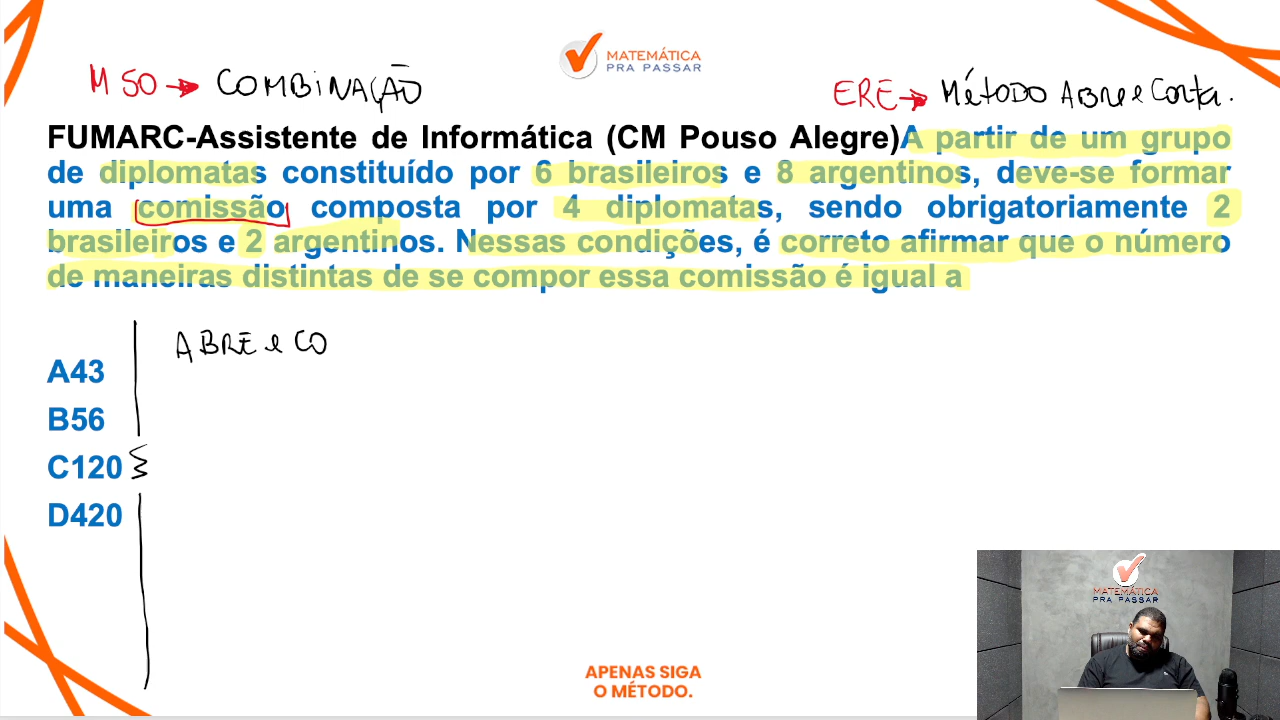 MATEMÁTICA
PRA PASSAR
M50 → COMBINAÇÃO
ERE → MÉTODO ABRE e CORTA.
FUMARC-Assistente de Informática (CM Pouso Alegre)A partir de um grupo
de diplomatas constituído por 6 brasileiros e 8 argentinos, deve-se formar
uma comissão composta por 4 diplomatas, sendo obrigatoriamente 2
brasileiros e 2 argentinos. Nessas condições, é correto afirmar que o número
de maneiras distintas de se compor essa comissão é igual a
ABRE e CO
A43
B56
C120
D420
MATEMÁTICA
PRA PASSAR
APENAS SIGA
O MÉTODO.